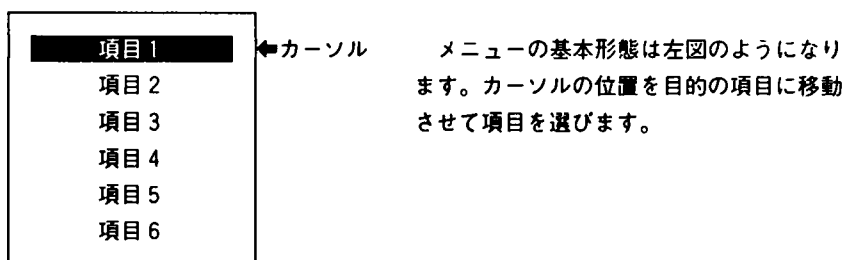 項目1
項目2
項目3
項目4
項目5
項目6
⬅カーソル
メニューの基本形態は左図のようになり
ます。カーソルの位置を目的の項目に移動
させて項目を選びます。